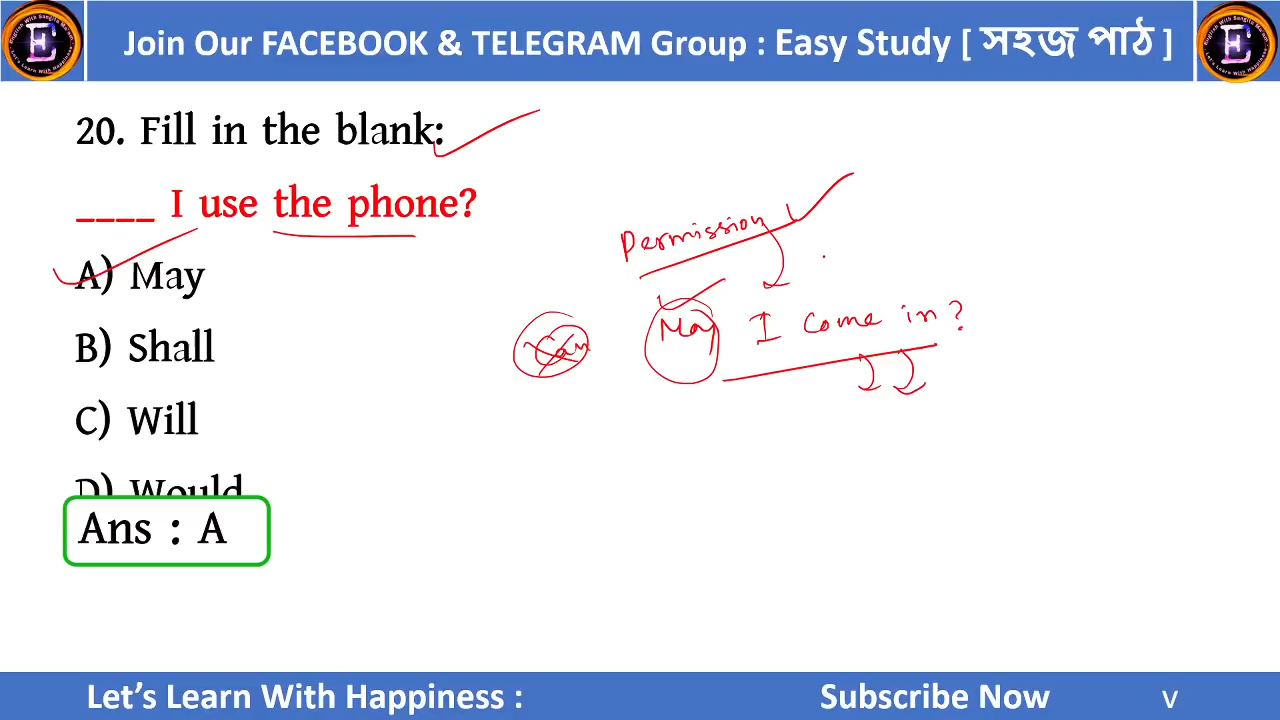 Join Our FACEBOOK & TELEGRAM Group : Easy Study [ সহজ পাঠ ]
20. Fill in the blank:
____ I use the phone?
A) May
B) Shall
C) Will
D) Would
Ans : A
Permission
Can May I come in?
Let's Learn With Happiness :
Subscribe Now
V